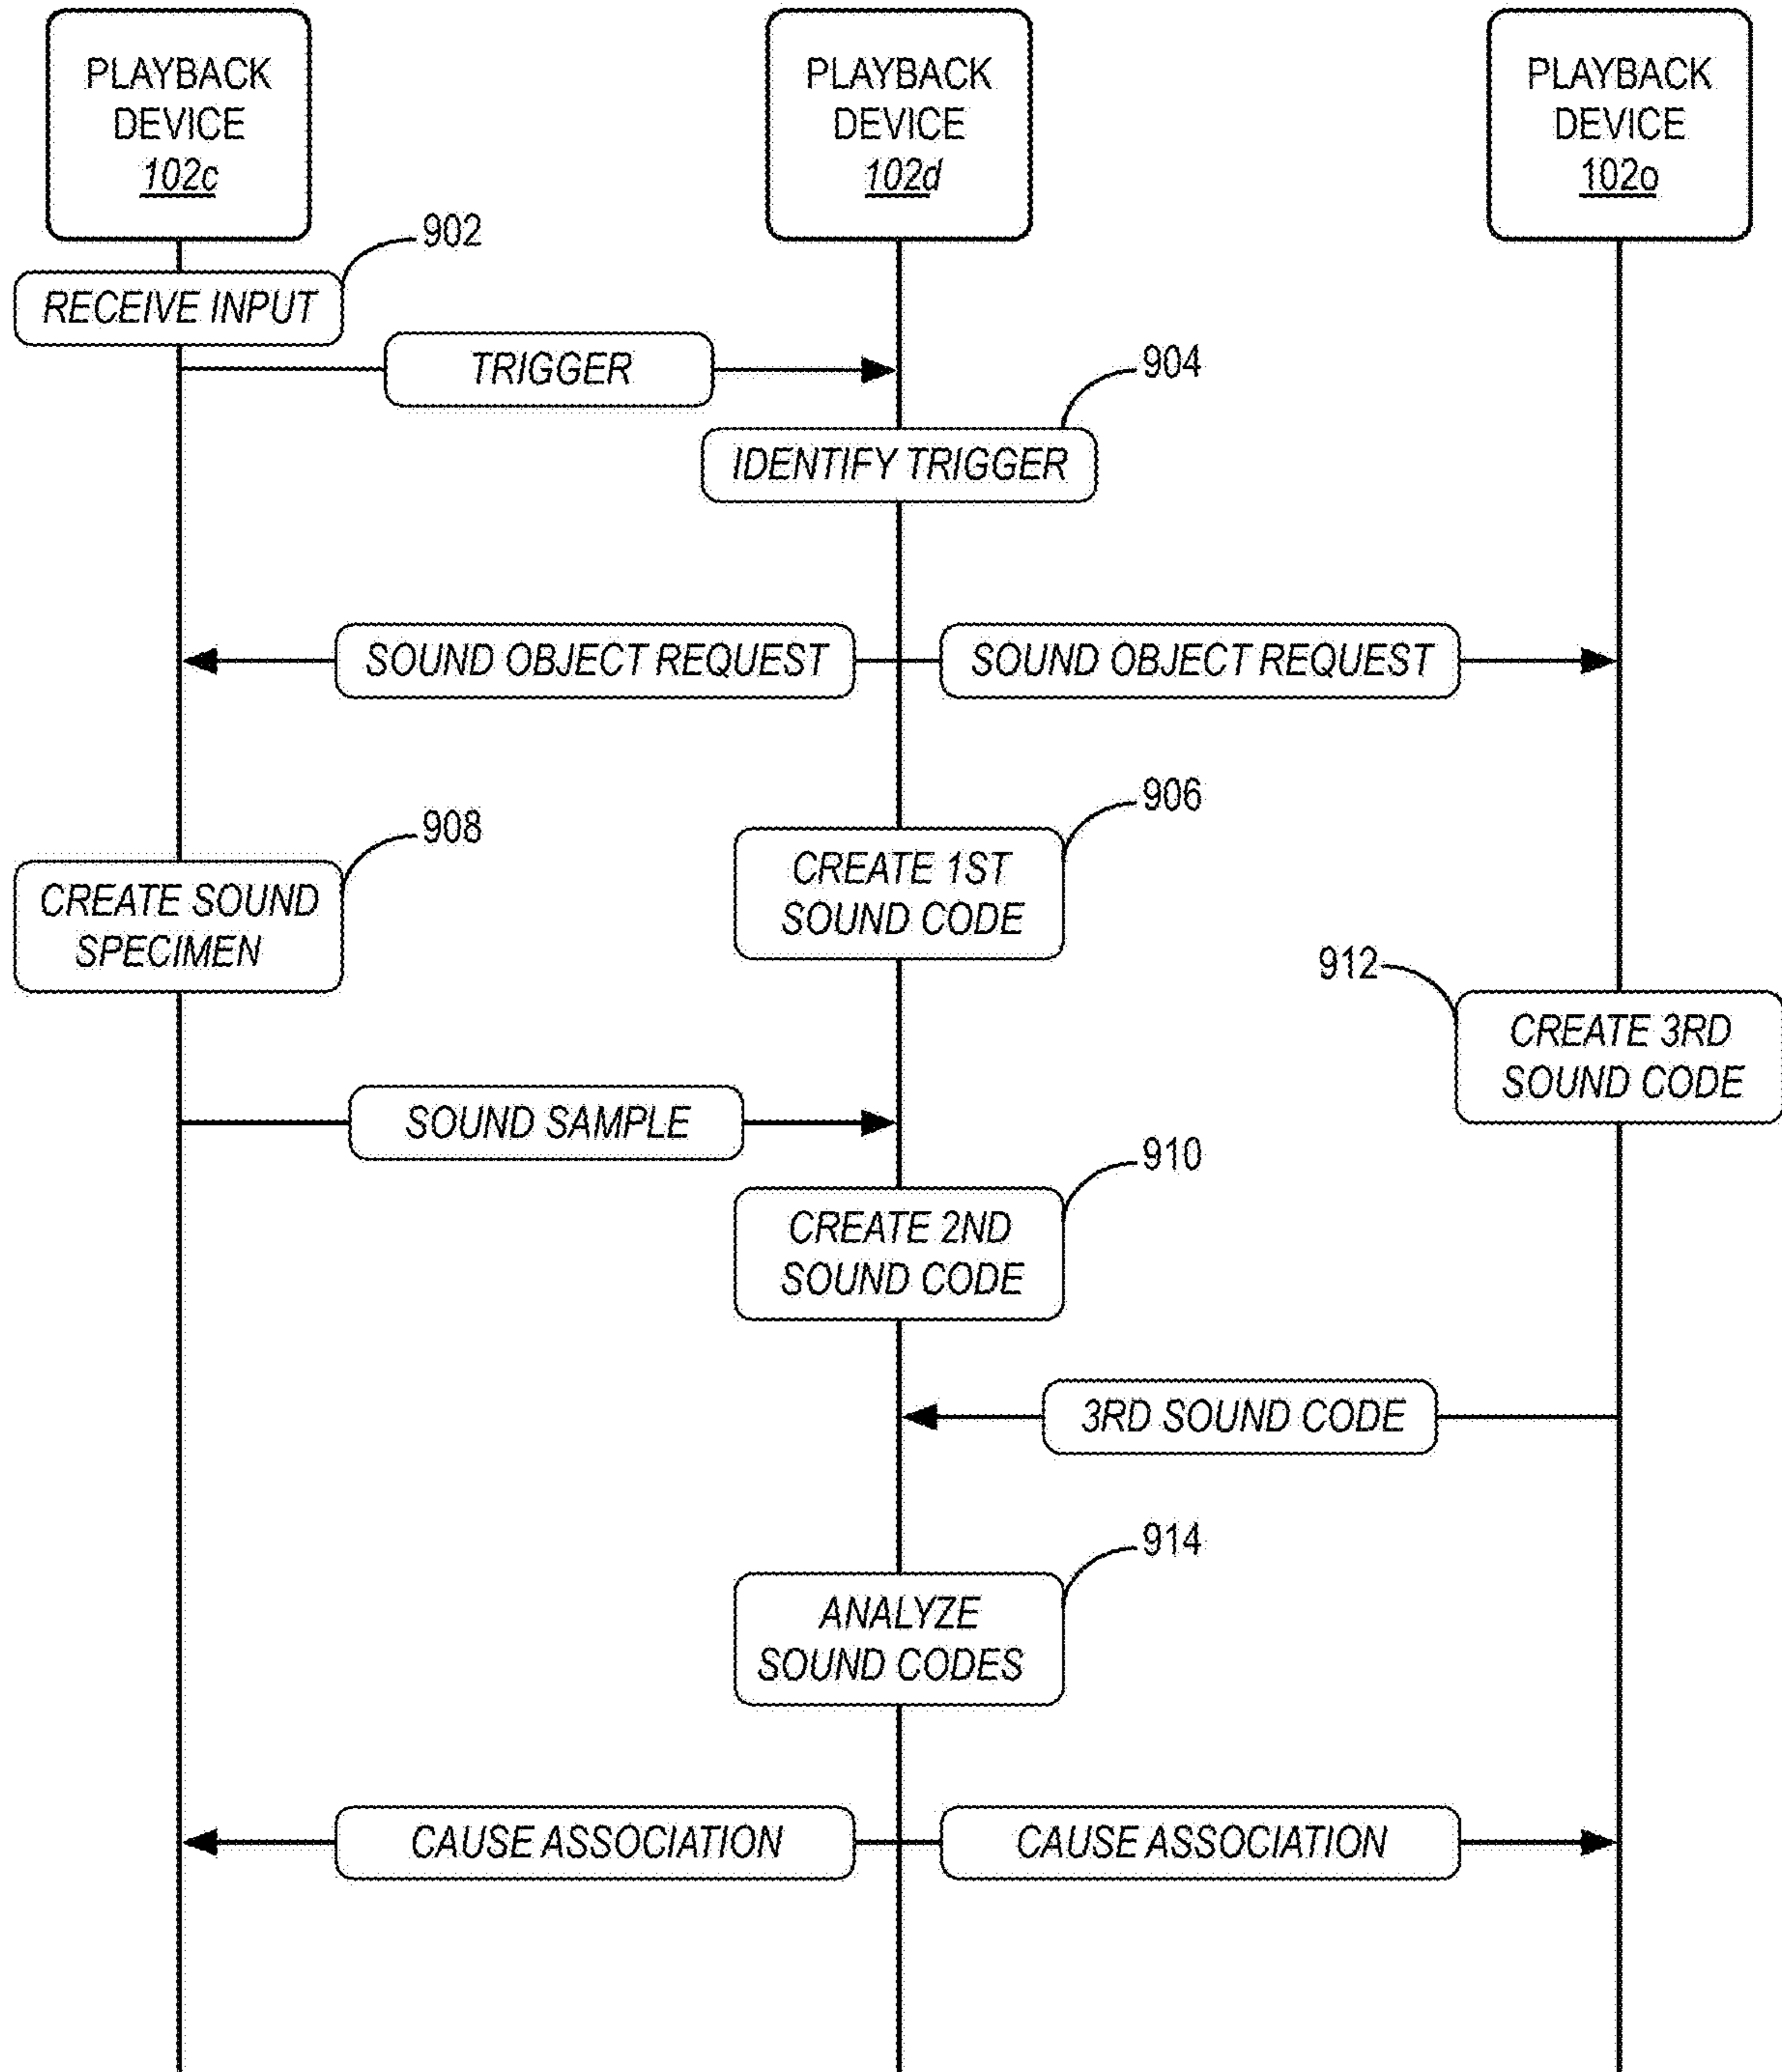 PLAYBACK
DEVICE
102c
PLAYBACK
DEVICE
102d
PLAYBACK
DEVICE
102o
902
RECEIVE INPUT
TRIGGER
904
IDENTIFY TRIGGER
SOUND OBJECT REQUEST
SOUND OBJECT REQUEST
906
908
CREATE 1ST
SOUND CODE
CREATE SOUND
SPECIMEN
912
CREATE 3RD
SOUND CODE
SOUND SAMPLE
910
CREATE 2ND
SOUND CODE
3RD SOUND CODE
914
ANALYZE
SOUND CODES
CAUSE ASSOCIATION
CAUSE ASSOCIATION